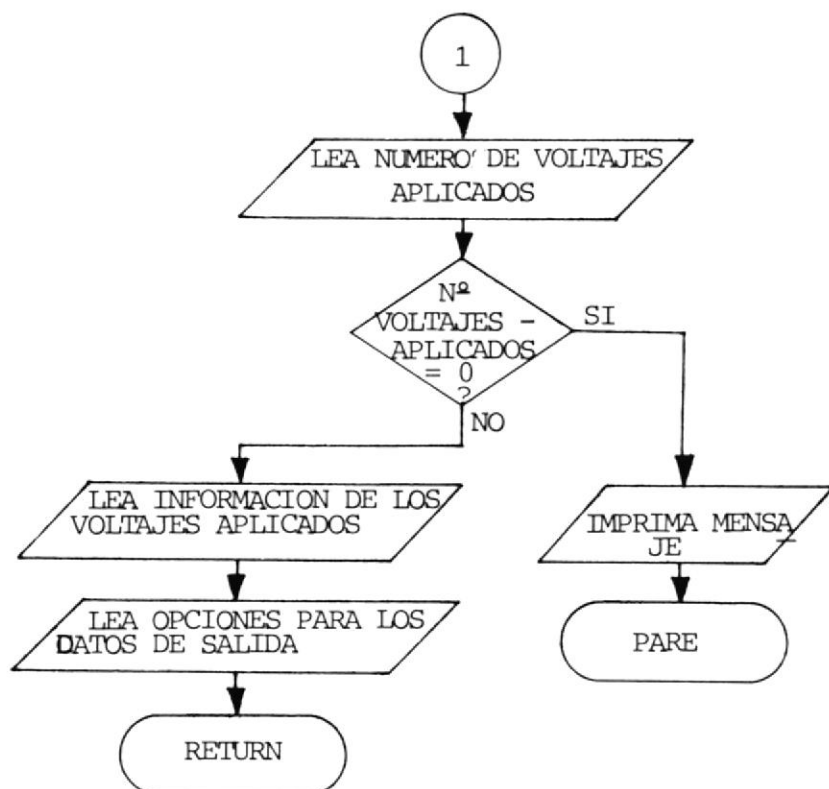 1
LEA NUMERO' DE VOLTAJES
APLICADOS
Nº
VOLTAJES -
APLICADOS
= 0
?
SI
NO
LEA INFORMACION DE LOS
VOLTAJES APLICADOS
IMPRIMA MENSA
JE
LEA OPCIONES PARA LOS
DATOS DE SALIDA
PARE
RETURN